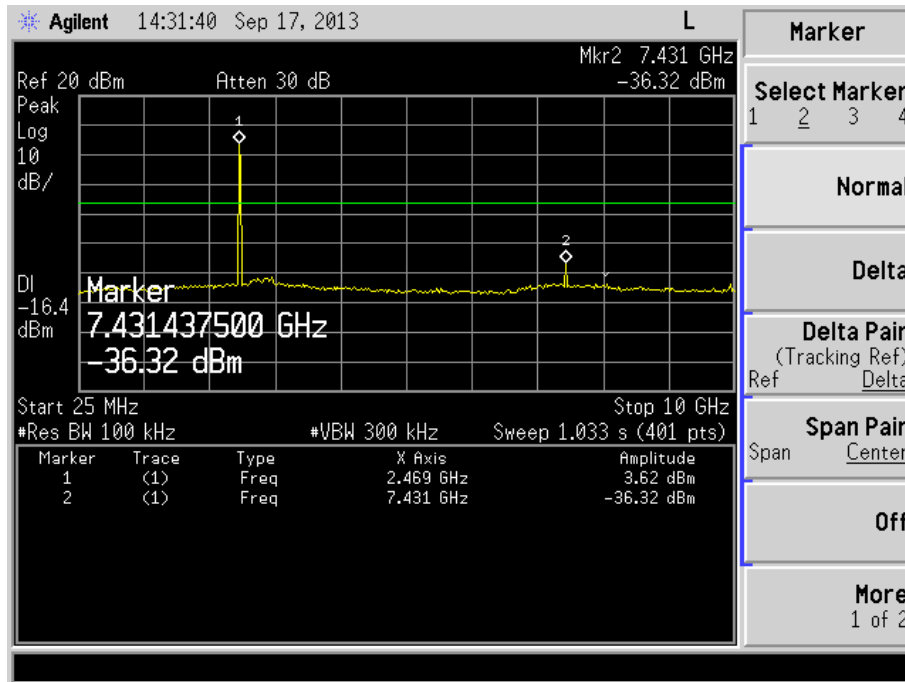 Agilent 14:31:40 Sep 17, 2013 L
Mkr2 7.431 GHz
Ref 20 dBm Atten 30 dB -36.32 dBm
Peak
Log
10
dB/
1
2
DI
-16.4
dBm
Marker
7.431437500 GHz
-36.32 dBm
Start 25 MHz Stop 10 GHz
#Res BW 100 kHz #VBW 300 kHz Sweep 1.033 s (401 pts)
Marker Trace Type X Axis Amplitude
1 (1) Freq 2.469 GHz 3.62 dBm
2 (1) Freq 7.431 GHz -36.32 dBm
Marker
Select Marker
1 2 3 4
Normal
Delta
Delta Pair
(Tracking Ref)
Ref Delta
Span Pair
Span Center
Off
More
1 of 2